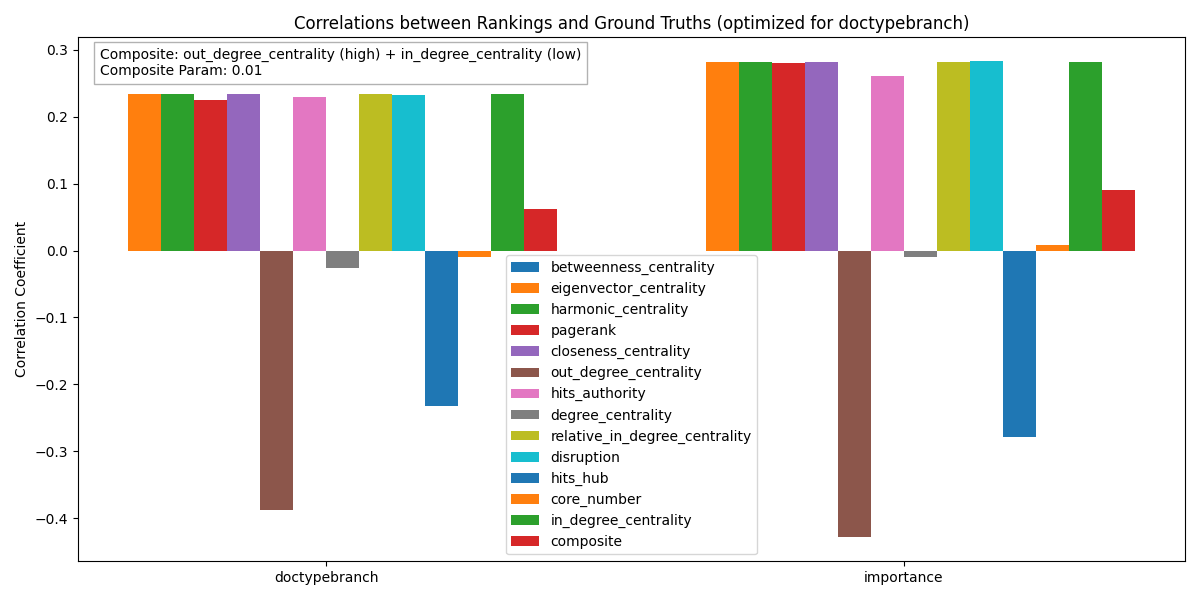 Correlations between Rankings and Ground Truths (optimized for doctypebranch)
Composite: out_degree_centrality (high) + in_degree_centrality (low)
Composite Param: 0.01
Correlation Coefficient
0.3
0.2
0.1
0.0
−0.1
−0.2
−0.3
−0.4
betweenness_centrality
eigenvector_centrality
harmonic_centrality
pagerank
closeness_centrality
out_degree_centrality
hits_authority
degree_centrality
relative_in_degree_centrality
disruption
hits_hub
core_number
in_degree_centrality
composite
doctypebranch
importance